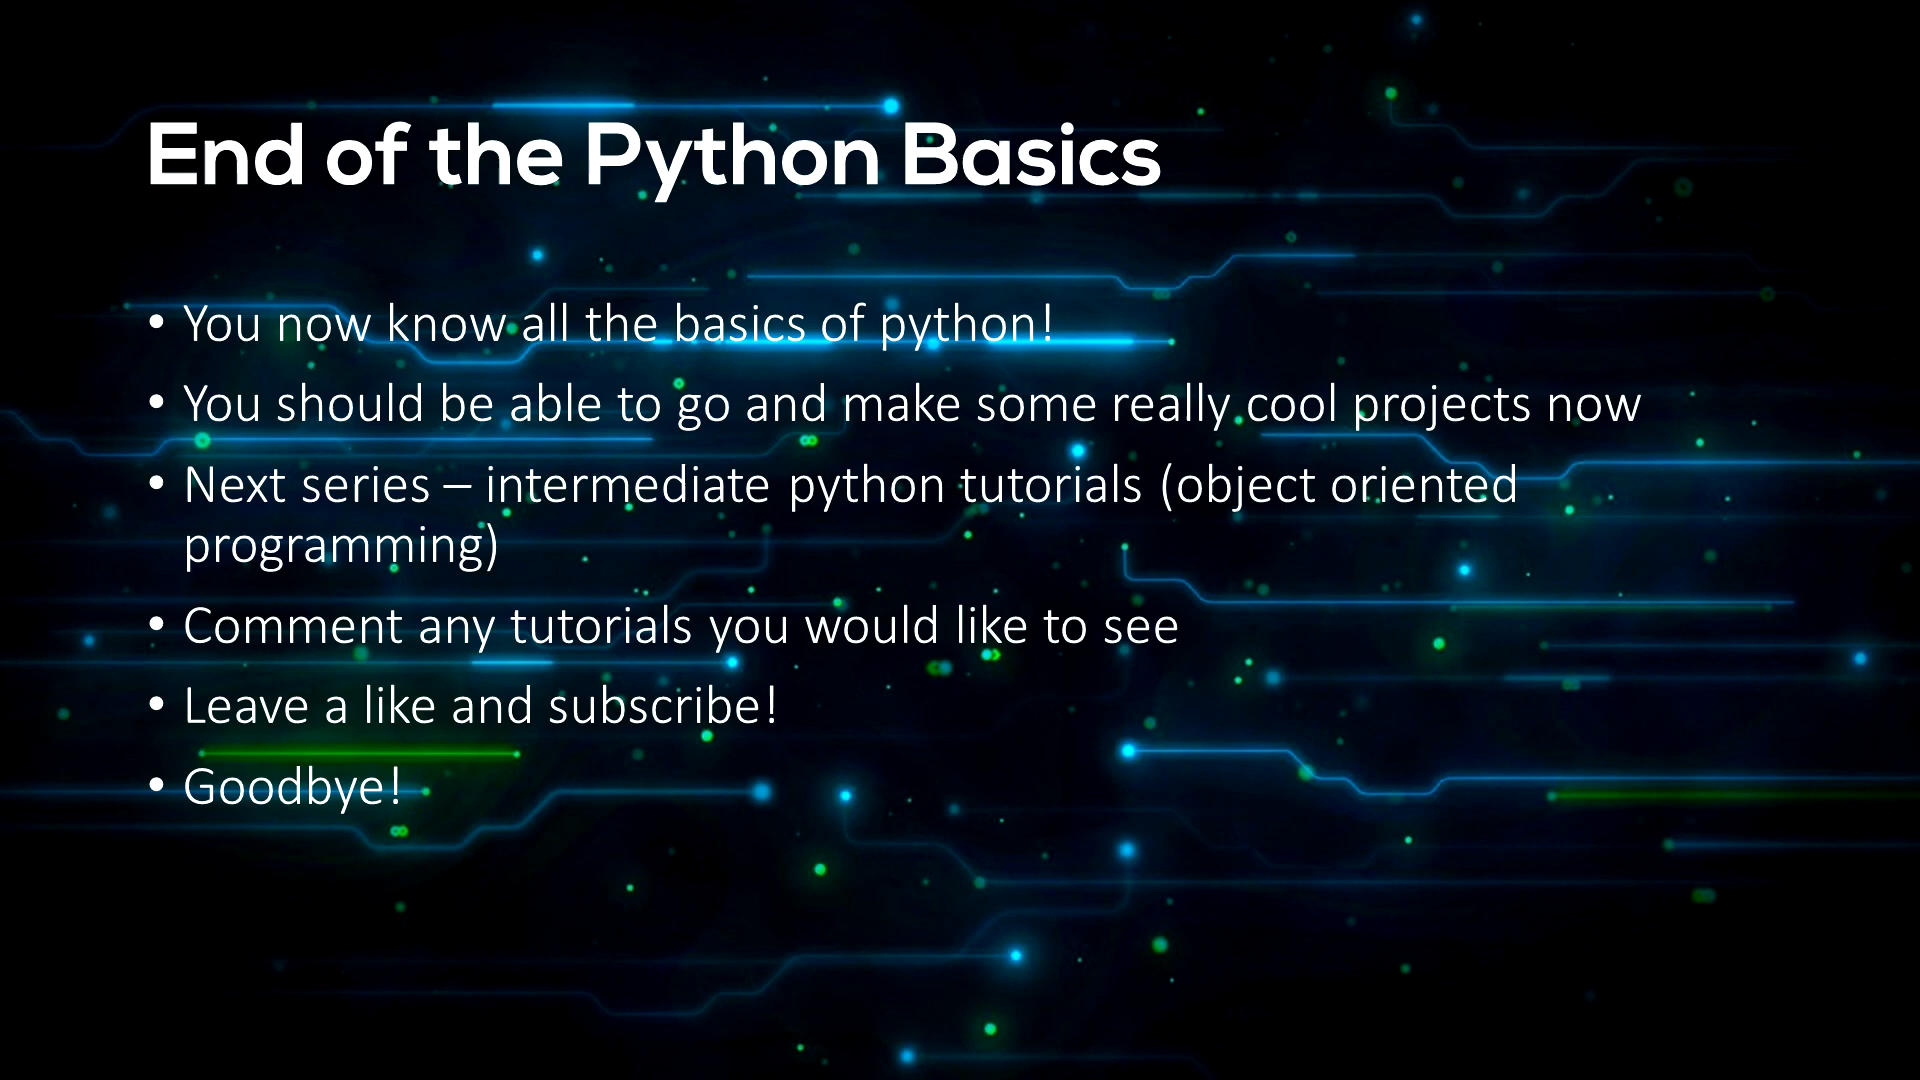 End of the Python Basics
• You now know all the basics of python!
• You should be able to go and make some really cool projects now
• Next series – intermediate python tutorials (object oriented
programming)
• Comment any tutorials you would like to see
• Leave a like and subscribe!
• Goodbye!